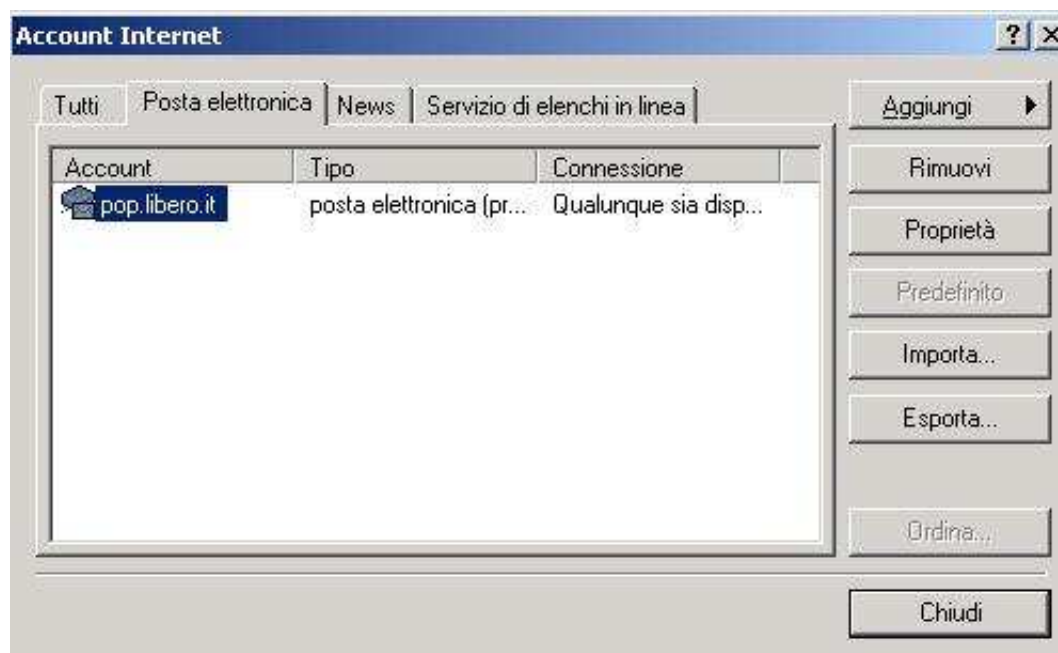 Account Internet
Tutti Posta elettronica News Servizio di elenchi in linea
Aggiungi
Account Tipo Connessione
Rimuovi
pop.libero.it posta elettronica (pr... Qualunque sia disp...
Proprietà
Predefinito
Importa...
Esporta...
Ordina...
Chiudi